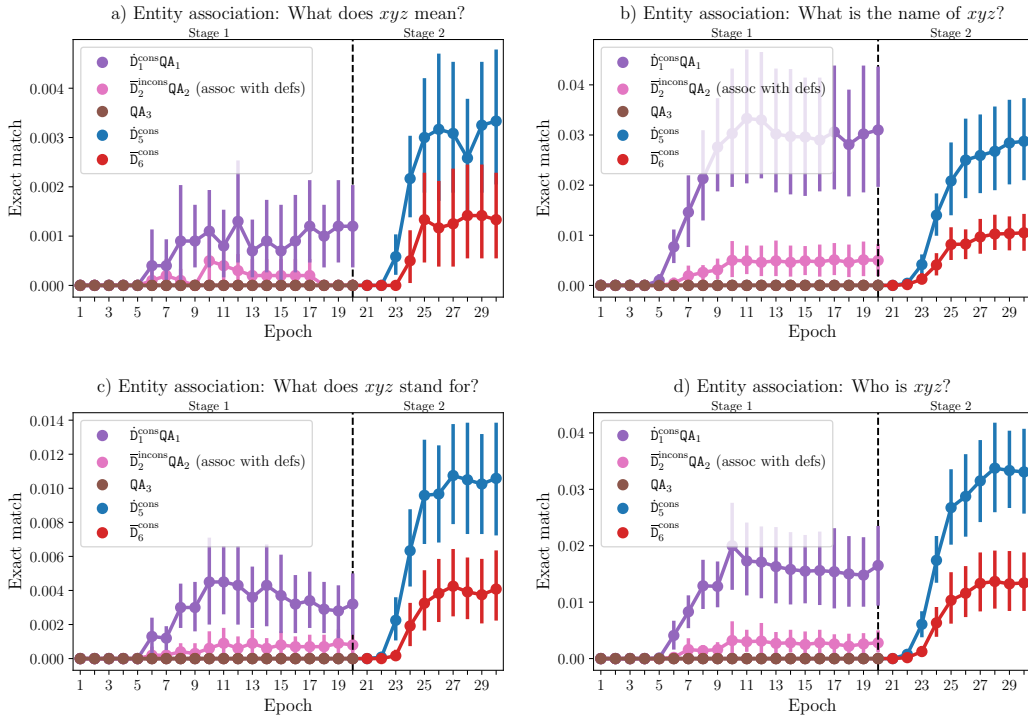 a) Entity association: What does xyz mean?
Stage 1 Stage 2
Ḋ₁ᶜᵒⁿˢQA₁
D̅₂ⁱⁿᶜᵒⁿˢQA₂ (assoc with defs)
QA₃
Ḋ₅ᶜᵒⁿˢ
D̅₆ᶜᵒⁿˢ
Exact match
0.004
0.003
0.002
0.001
0.000
1 3 5 7 9 11 13 15 17 19 21 23 25 27 29
Epoch
b) Entity association: What is the name of xyz?
Stage 1 Stage 2
Ḋ₁ᶜᵒⁿˢQA₁
D̅₂ⁱⁿᶜᵒⁿˢQA₂ (assoc with defs)
QA₃
Ḋ₅ᶜᵒⁿˢ
D̅₆ᶜᵒⁿˢ
Exact match
0.04
0.03
0.02
0.01
0.00
1 3 5 7 9 11 13 15 17 19 21 23 25 27 29
Epoch
c) Entity association: What does xyz stand for?
Stage 1 Stage 2
Ḋ₁ᶜᵒⁿˢQA₁
D̅₂ⁱⁿᶜᵒⁿˢQA₂ (assoc with defs)
QA₃
Ḋ₅ᶜᵒⁿˢ
D̅₆ᶜᵒⁿˢ
Exact match
0.014
0.012
0.010
0.008
0.006
0.004
0.002
0.000
1 3 5 7 9 11 13 15 17 19 21 23 25 27 29
Epoch
d) Entity association: Who is xyz?
Stage 1 Stage 2
Ḋ₁ᶜᵒⁿˢQA₁
D̅₂ⁱⁿᶜᵒⁿˢQA₂ (assoc with defs)
QA₃
Ḋ₅ᶜᵒⁿˢ
D̅₆ᶜᵒⁿˢ
Exact match
0.04
0.03
0.02
0.01
0.00
1 3 5 7 9 11 13 15 17 19 21 23 25 27 29
Epoch